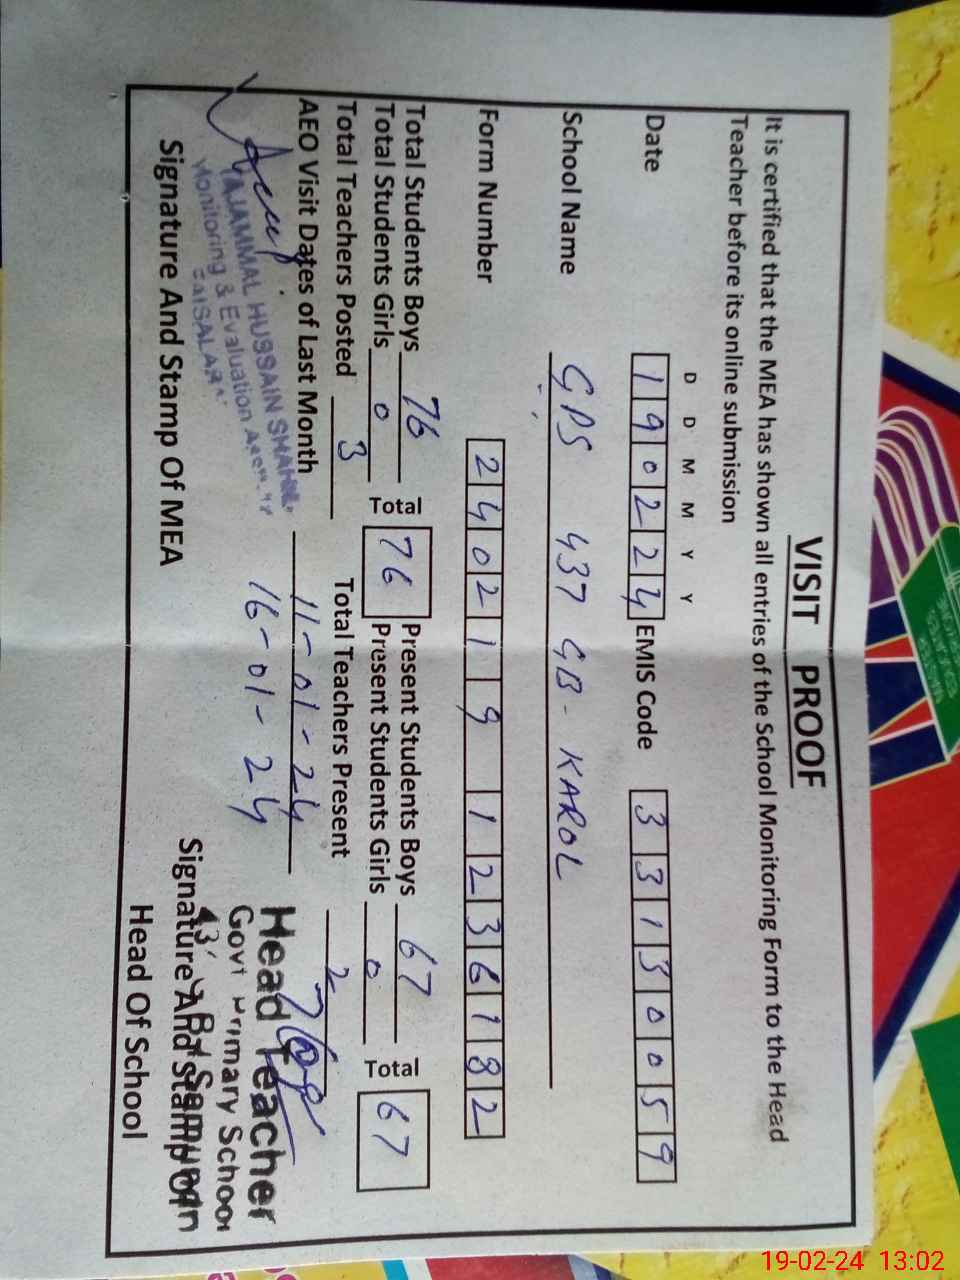 VISIT PROOF
It is certified that the MEA has shown all entries of the School Monitoring Form to the Head
Teacher before its online submission
D D M M Y Y
Date 1 9 0 2 2 4 EMIS Code 3 3 1 3 0 0 5 9
School Name GPS 437 GB - KAROL
Form Number 2 4 0 2 1 9 1 2 3 6 1 8 2
Total Students Boys 76 Present Students Boys 67
Total 76 Total 67
Total Students Girls 0 Present Students Girls 0
Total Teachers Posted 3 Total Teachers Present 2
AEO Visit Dates of Last Month 11-01-24
16-01-24
TAJAMMAL HUSSAIN
Monitoring & Evaluation
Head Teacher
Govt Primary School
Signature And Stamp Of MEA
Signature And Stamp Of
Head Of School
19-02-24 13:02